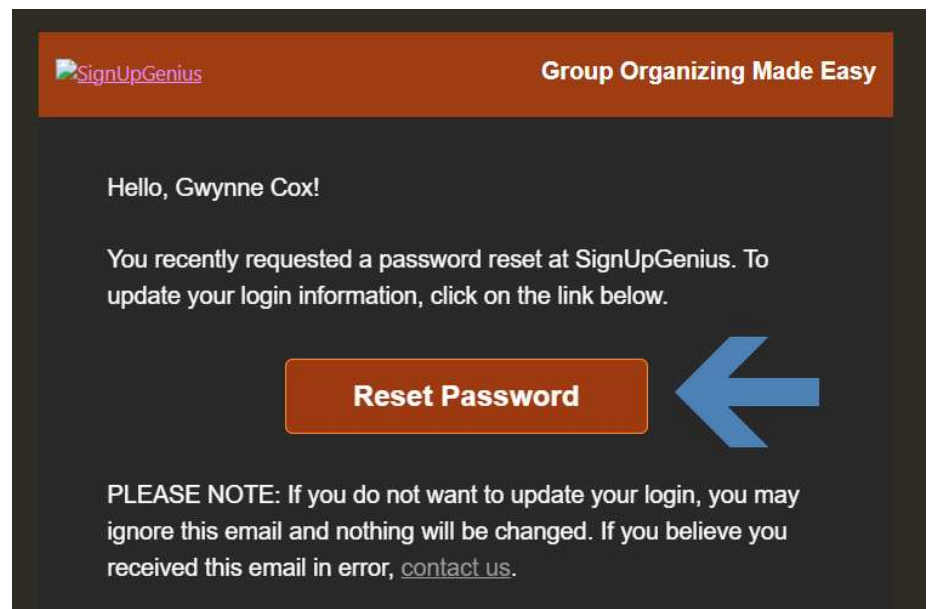 SignUpGenius
Group Organizing Made Easy
Hello, Gwynne Cox!
You recently requested a password reset at SignUpGenius. To
update your login information, click on the link below.
Reset Password
PLEASE NOTE: If you do not want to update your login, you may
ignore this email and nothing will be changed. If you believe you
received this email in error, contact us.